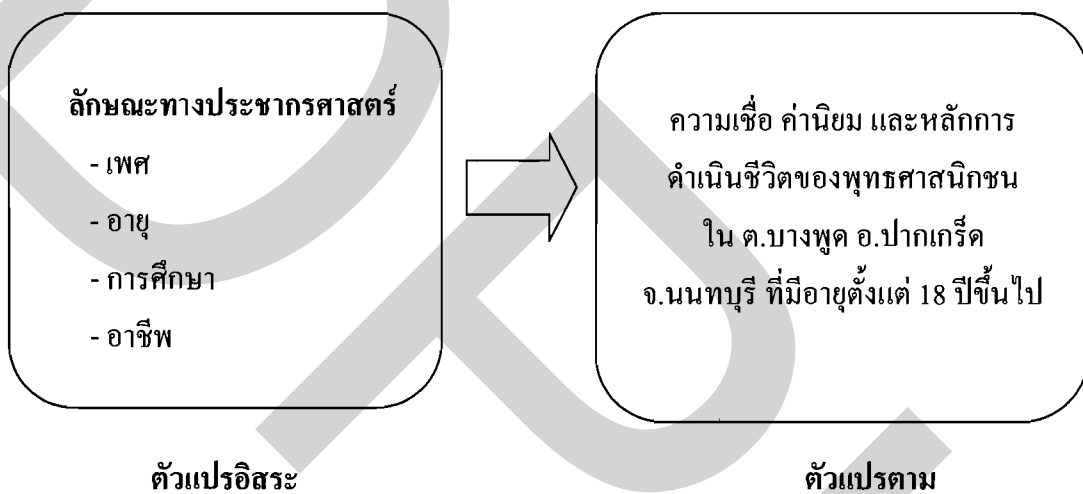 ลักษณะทางประชากรศาสตร์
- เพศ
- อายุ
- การศึกษา
- อาชีพ
ตัวแปรอิสระ
ความเชื่อ ค่านิยม และหลักการ
ดำเนินชีวิตของพุทธศาสนิกชน
ใน ต.บางพูด อ.ปากเกร็ด
จ.นนทบุรี ที่มีอายุตั้งแต่ 18 ปีขึ้นไป
ตัวแปรตาม